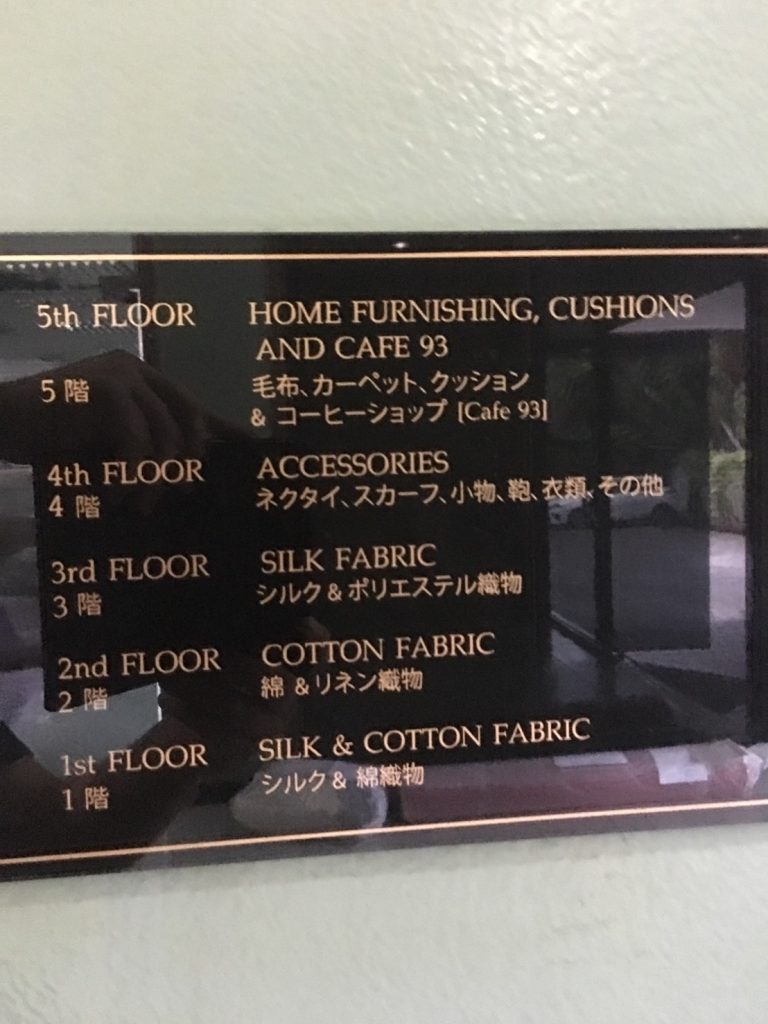 5th FLOOR HOME FURNISHING, CUSHIONS
AND CAFE 93
5 階 毛布、カーペット、クッション
& コーヒーショップ [Cafe 93]
4th FLOOR ACCESSORIES
4 階 ネクタイ、スカーフ、小物、鞄、衣類、その他
3rd FLOOR SILK FABRIC
3 階 シルク & ポリエステル織物
2nd FLOOR COTTON FABRIC
2 階 綿 & リネン織物
1st FLOOR SILK & COTTON FABRIC
1 階 シルク & 綿織物